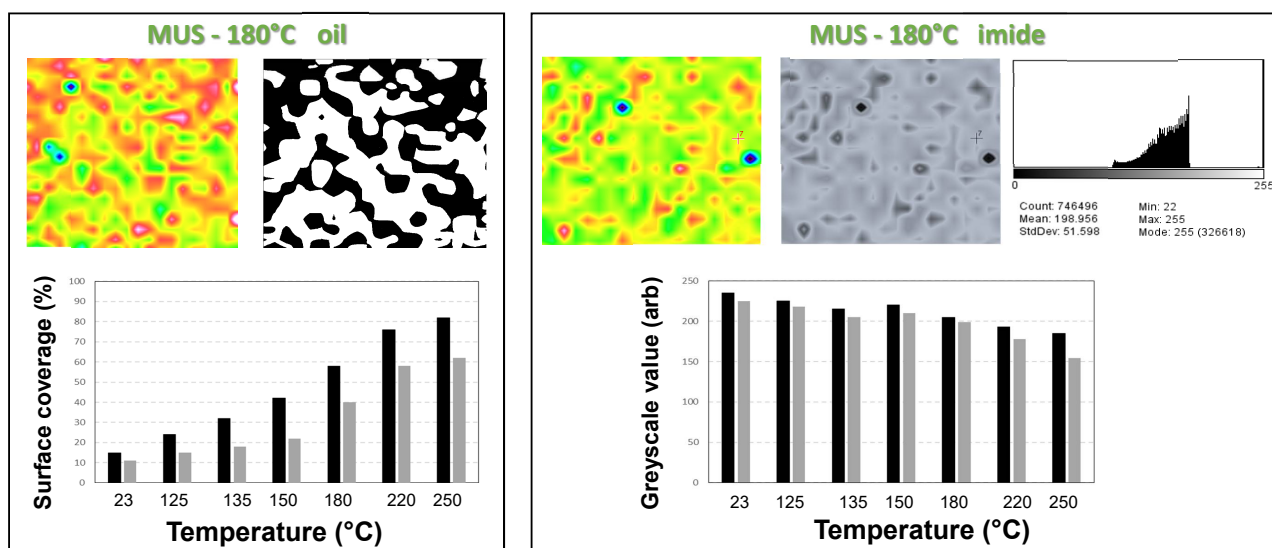 MUS - 180°C oil
Surface coverage (%)
100
90
80
70
60
50
40
30
20
10
0
23 125 135 150 180 220 250
Temperature (°C)
MUS - 180°C imide
7
7
0 255
Count: 746496 Min: 22
Mean: 198.956 Max: 255
StdDev: 51.598 Mode: 255 (326618)
Greyscale value (arb)
250
200
150
100
50
0
23 125 135 150 180 220 250
Temperature (°C)